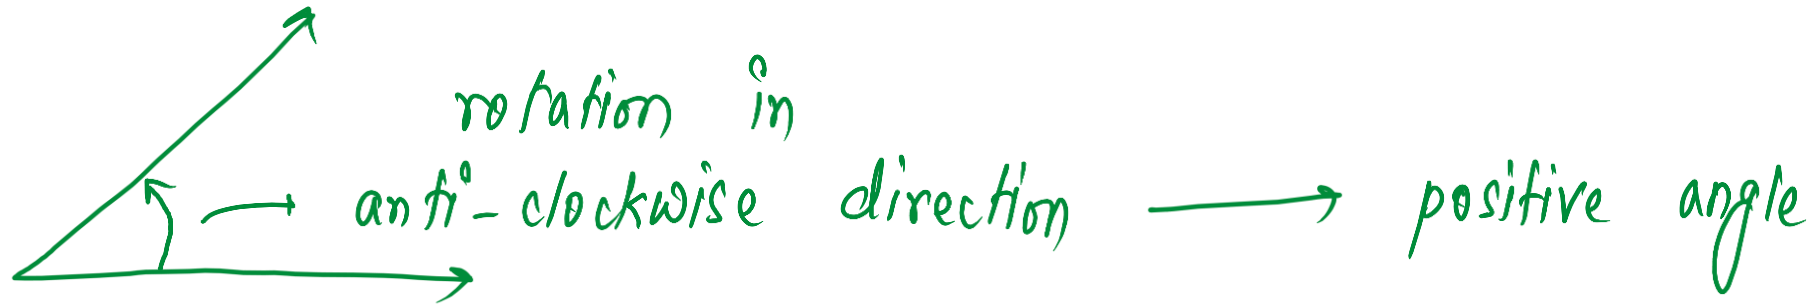 rotation in
anti-clockwise direction → positive angle